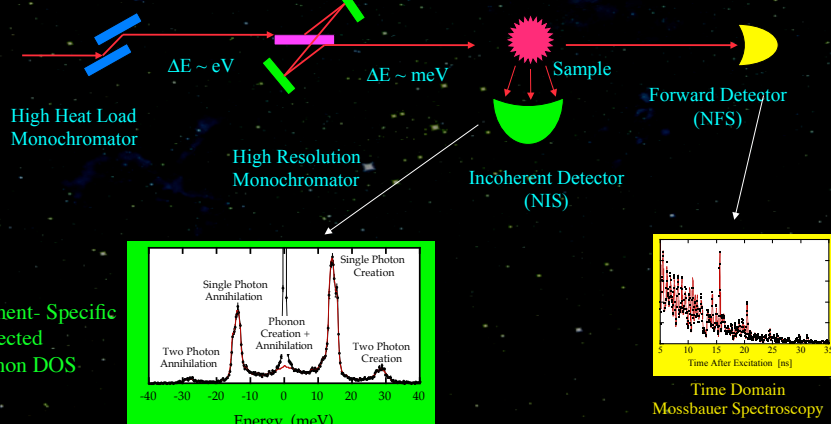 ΔE ~ eV
ΔE ~ meV
Sample
High Heat Load
Monochromator
Forward Detector
(NFS)
High Resolution
Monochromator
Incoherent Detector
(NIS)
Single Photon
Creation
Single Photon
Annihilation
Phonon
Creation +
Annihilation
Two Photon
Annihilation
Two Photon
Creation
-40 -30 -20 -10 0 10 20 30 40
Energy (meV)
Specific
DOS
5 10 15 20 25 30 35
Time After Excitation [ns]
Time Domain
Mossbauer Spectroscopy